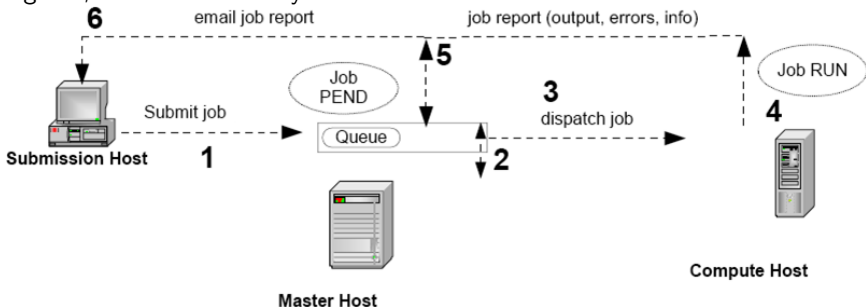 6
email job report
job report (output, errors, info)
5
Job
PEND
Job RUN
3
Submit job
dispatch job
4
Queue
Submission Host
1
2
Compute Host
Master Host